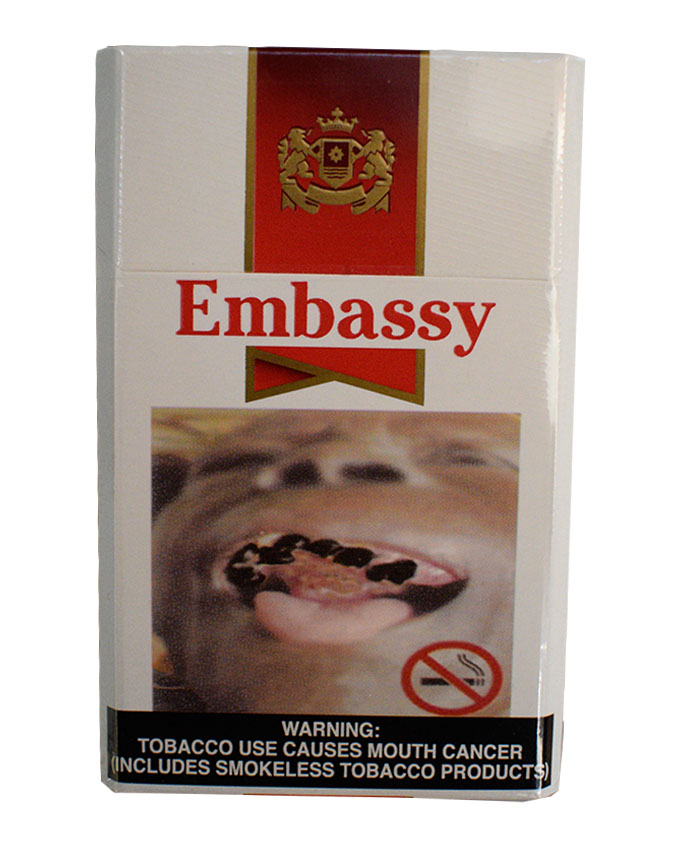 Embassy
WARNING:
TOBACCO USE CAUSES MOUTH CANCER
(INCLUDES SMOKELESS TOBACCO PRODUCTS)